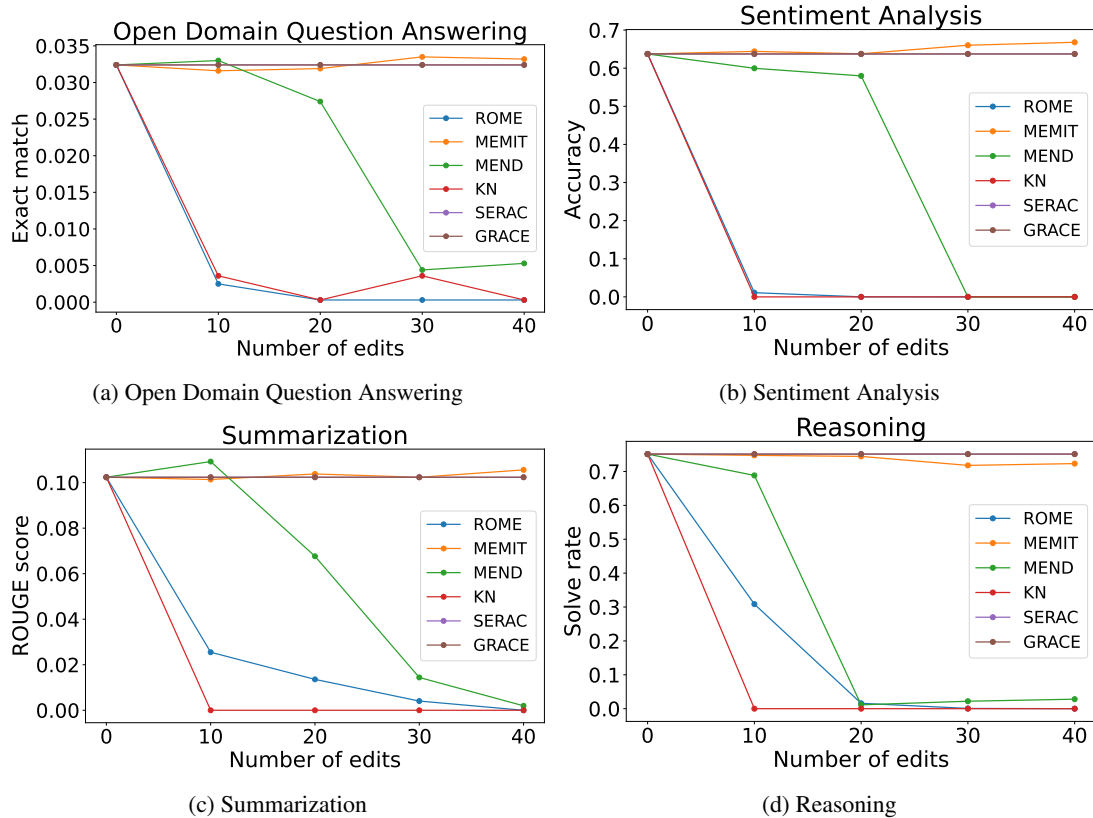 Open Domain Question Answering
0.035
0.030
0.025
0.020
0.015
0.010
0.005
0.000
Exact match
ROME
MEMIT
MEND
KN
SERAC
GRACE
0 10 20 30 40
Number of edits
(a) Open Domain Question Answering
Sentiment Analysis
0.7
0.6
0.5
0.4
0.3
0.2
0.1
0.0
Accuracy
ROME
MEMIT
MEND
KN
SERAC
GRACE
0 10 20 30 40
Number of edits
(b) Sentiment Analysis
Summarization
0.10
0.08
0.06
0.04
0.02
0.00
ROUGE score
ROME
MEMIT
MEND
KN
SERAC
GRACE
0 10 20 30 40
Number of edits
(c) Summarization
Reasoning
0.7
0.6
0.5
0.4
0.3
0.2
0.1
0.0
Solve rate
ROME
MEMIT
MEND
KN
SERAC
GRACE
0 10 20 30 40
Number of edits
(d) Reasoning